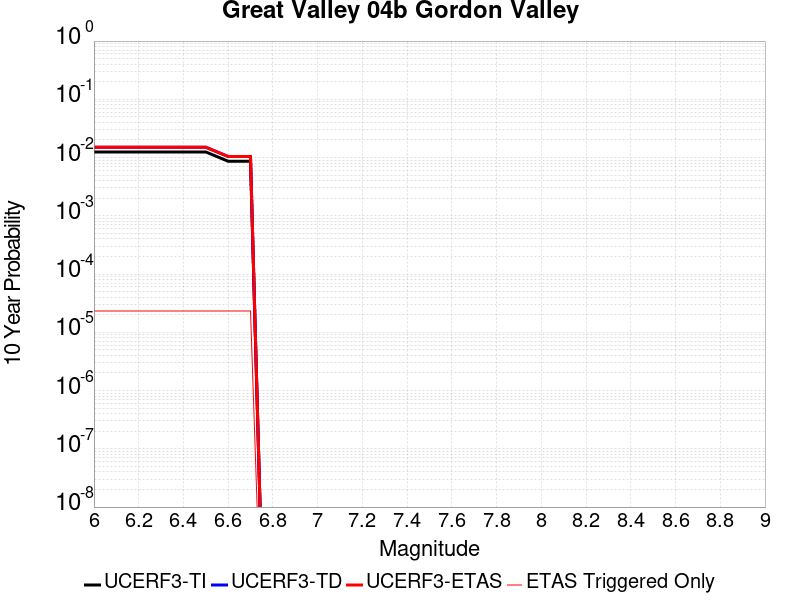 Great Valley 04b Gordon Valley
10^0
10^-1
10^-2
10^-3
10^-4
10^-5
10^-6
10^-7
10^-8
10 Year Probability
6 6.2 6.4 6.6 6.8 7 7.2 7.4 7.6 7.8 8 8.2 8.4 8.6 8.8 9
Magnitude
UCERF3-TI UCERF3-TD UCERF3-ETAS ETAS Triggered Only